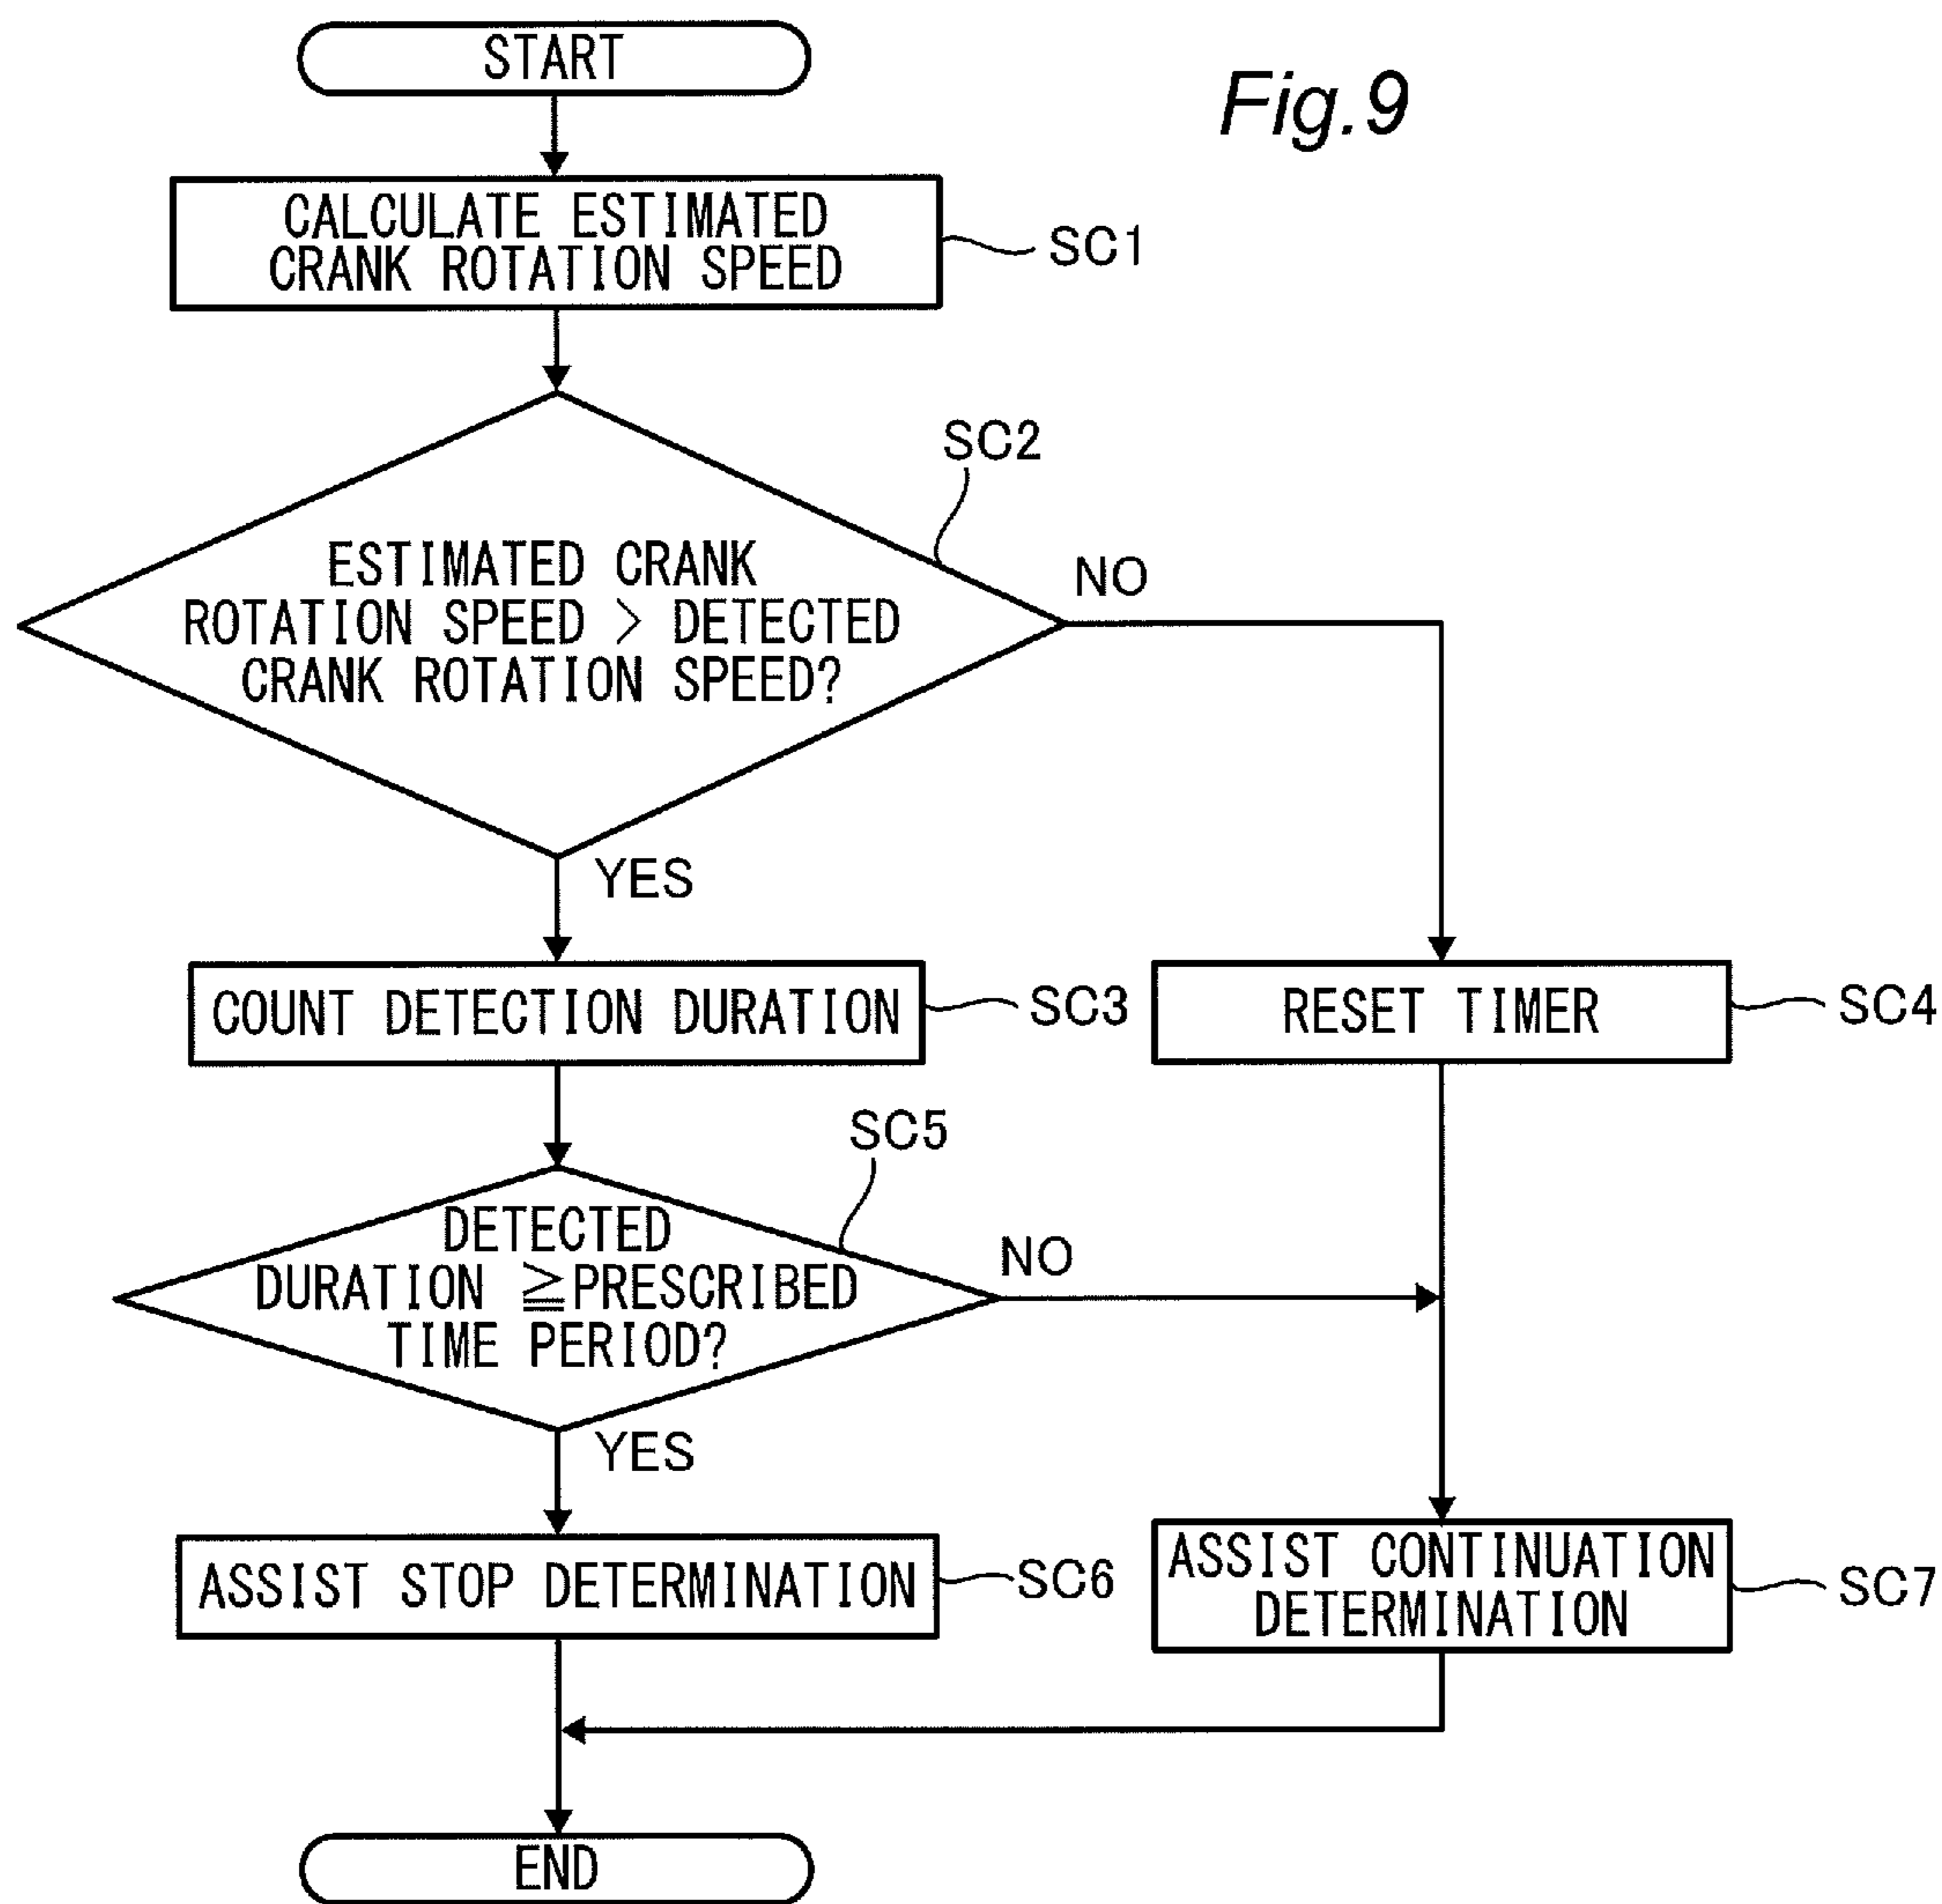 START
Fig.9
CALCULATE ESTIMATED
CRANK ROTATION SPEED
SC1
SC2
ESTIMATED CRANK
ROTATION SPEED > DETECTED
CRANK ROTATION SPEED?
NO
YES
COUNT DETECTION DURATION
SC3
RESET TIMER
SC4
SC5
DETECTED
DURATION ≧PRESCRIBED
TIME PERIOD?
NO
YES
ASSIST STOP DETERMINATION
SC6
ASSIST CONTINUATION
DETERMINATION
SC7
END